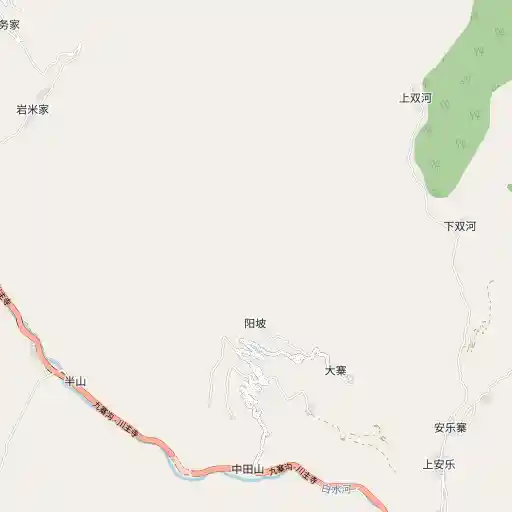 务家
岩米家
上双河
下双河
阳坡
大寨
半山
九寨沟-川主寺
安乐寨
上安乐
中田山
九寨沟-川主寺
白水河